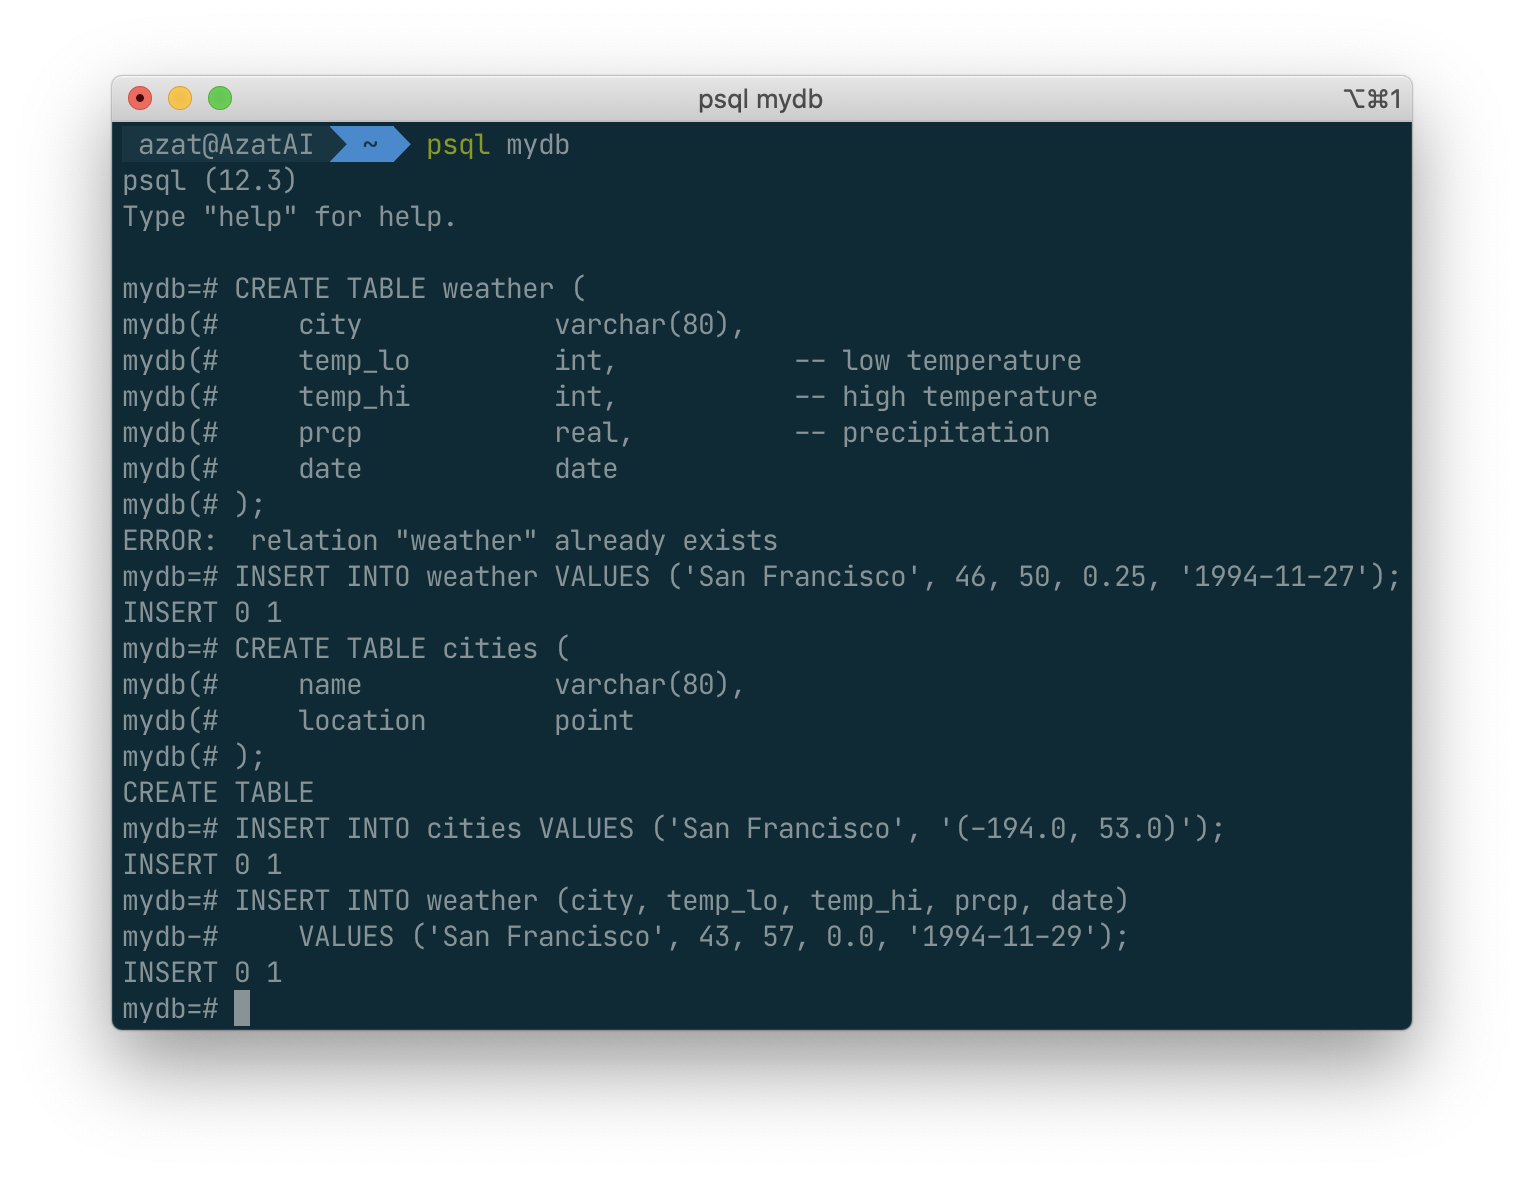 psql mydb
⌥⌘1
azat@AzatAI ~ psql mydb
psql (12.3)
Type "help" for help.
mydb=# CREATE TABLE weather (
mydb(#     city            varchar(80),
mydb(#     temp_lo         int,           -- low temperature
mydb(#     temp_hi         int,           -- high temperature
mydb(#     prcp            real,          -- precipitation
mydb(#     date            date
mydb(# );
ERROR:  relation "weather" already exists
mydb=# INSERT INTO weather VALUES ('San Francisco', 46, 50, 0.25, '1994-11-27');
INSERT 0 1
mydb=# CREATE TABLE cities (
mydb(#     name            varchar(80),
mydb(#     location        point
mydb(# );
CREATE TABLE
mydb=# INSERT INTO cities VALUES ('San Francisco', '(-194.0, 53.0)');
INSERT 0 1
mydb=# INSERT INTO weather (city, temp_lo, temp_hi, prcp, date)
mydb-#     VALUES ('San Francisco', 43, 57, 0.0, '1994-11-29');
INSERT 0 1
mydb=#